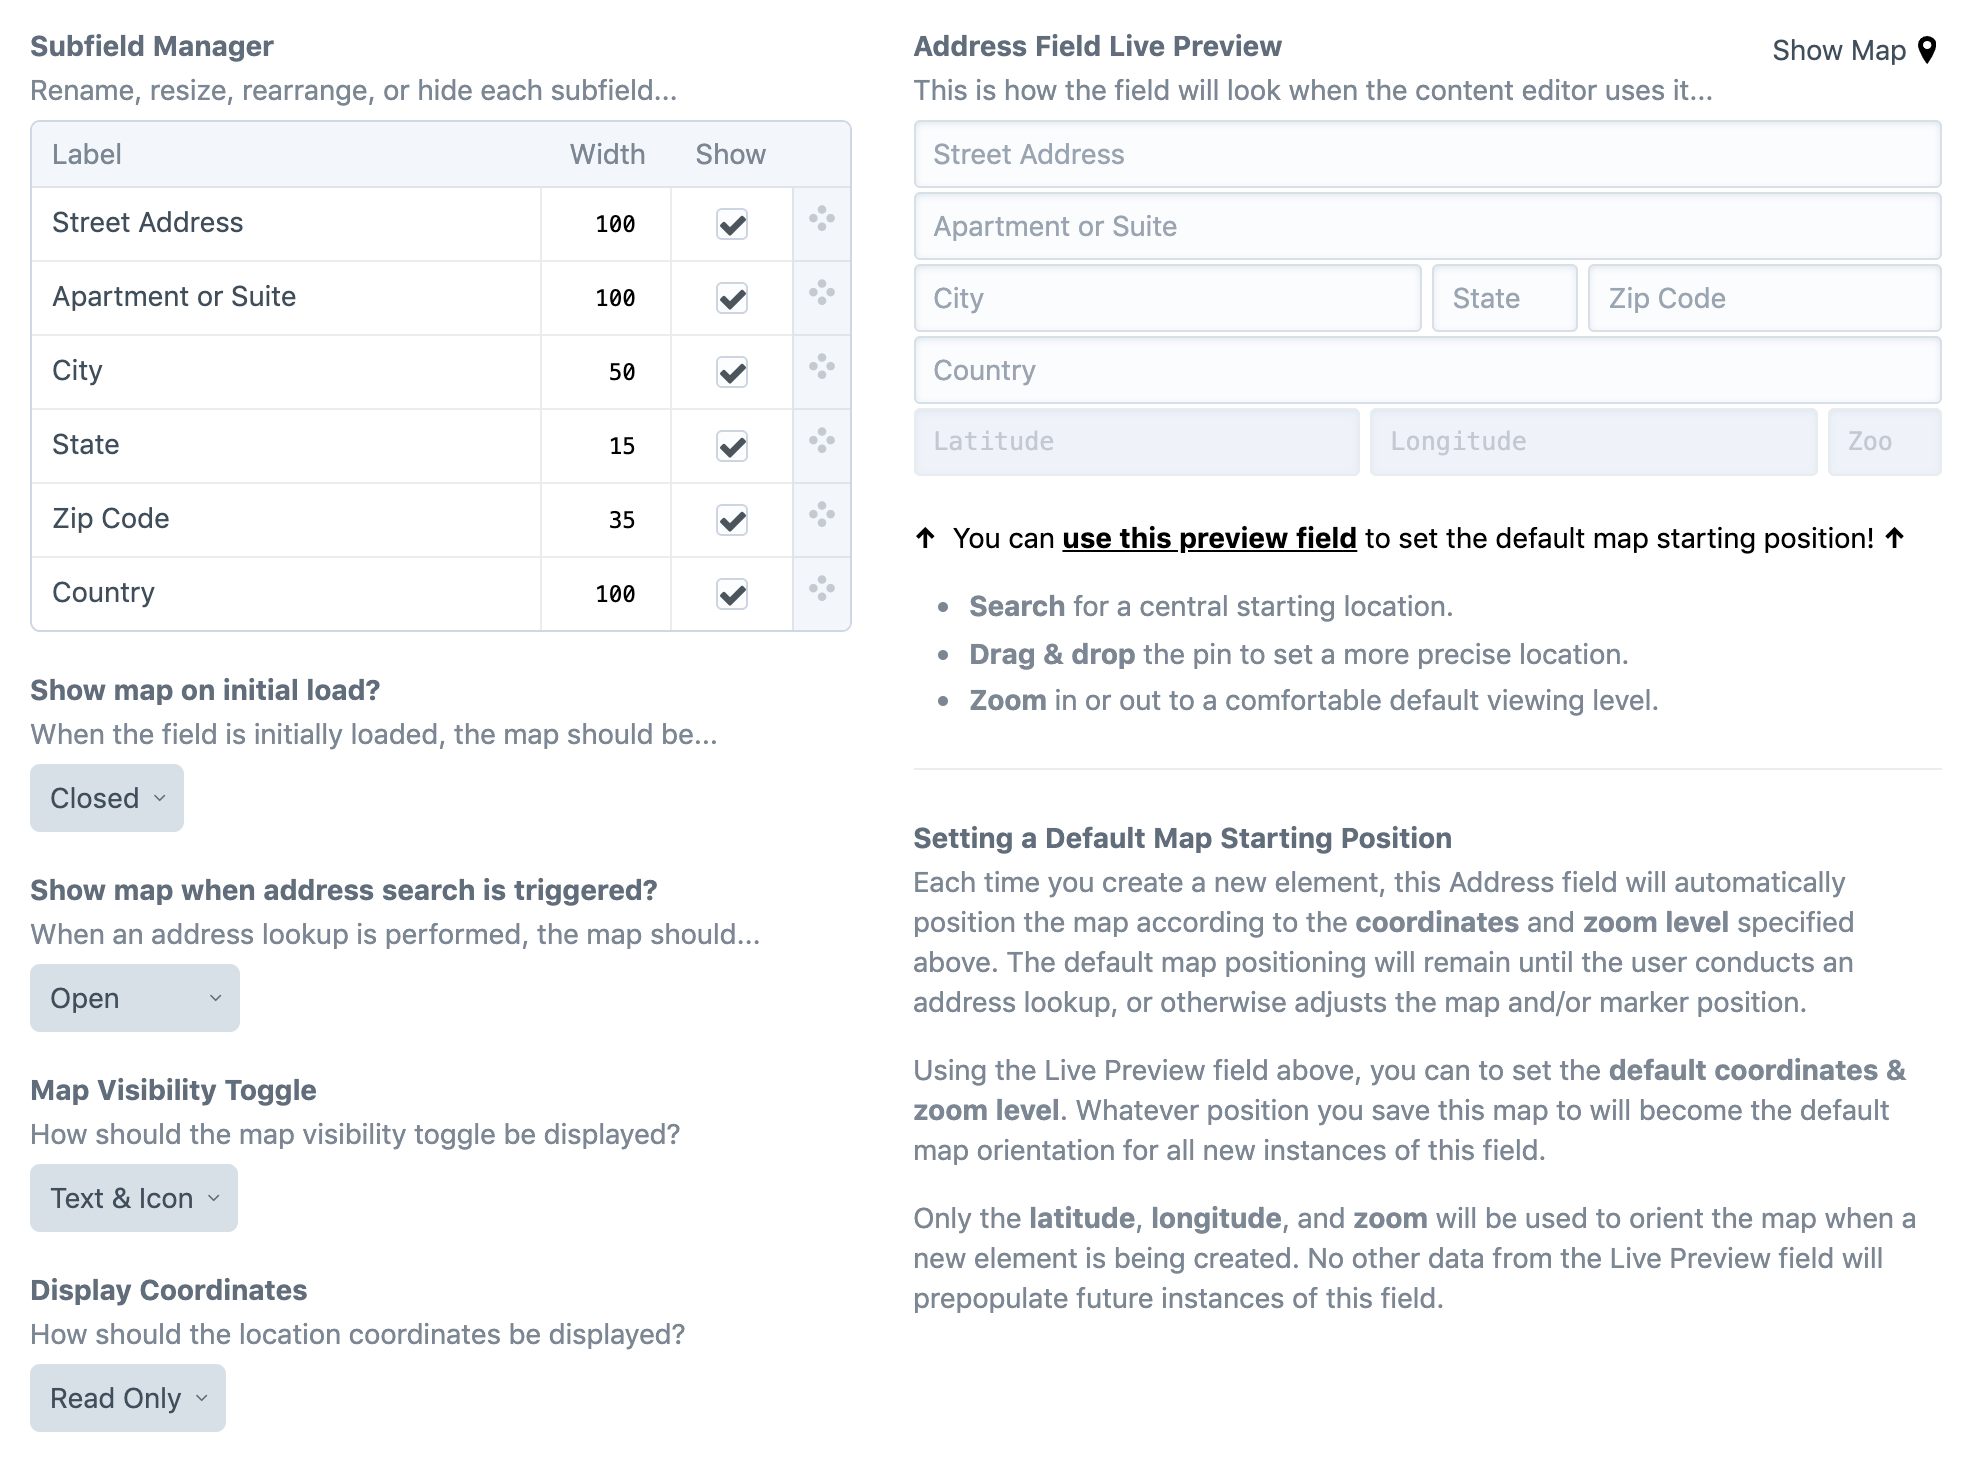 Subfield Manager
Rename, resize, rearrange, or hide each subfield...
Label Width Show
Street Address 100
Apartment or Suite 100
City 50
State 15
Zip Code 35
Country 100
Show map on initial load?
When the field is initially loaded, the map should be...
Closed
Show map when address search is triggered?
When an address lookup is performed, the map should...
Open
Map Visibility Toggle
How should the map visibility toggle be displayed?
Text & Icon
Display Coordinates
How should the location coordinates be displayed?
Read Only
Address Field Live Preview
Show Map
This is how the field will look when the content editor uses it...
Street Address
Apartment or Suite
City State Zip Code
Country
Latitude Longitude Zoo
↑ You can use this preview field to set the default map starting position! ↑
• Search for a central starting location.
• Drag & drop the pin to set a more precise location.
• Zoom in or out to a comfortable default viewing level.
Setting a Default Map Starting Position
Each time you create a new element, this Address field will automatically
position the map according to the coordinates and zoom level specified
above. The default map positioning will remain until the user conducts an
address lookup, or otherwise adjusts the map and/or marker position.
Using the Live Preview field above, you can to set the default coordinates &
zoom level. Whatever position you save this map to will become the default
map orientation for all new instances of this field.
Only the latitude, longitude, and zoom will be used to orient the map when a
new element is being created. No other data from the Live Preview field will
prepopulate future instances of this field.